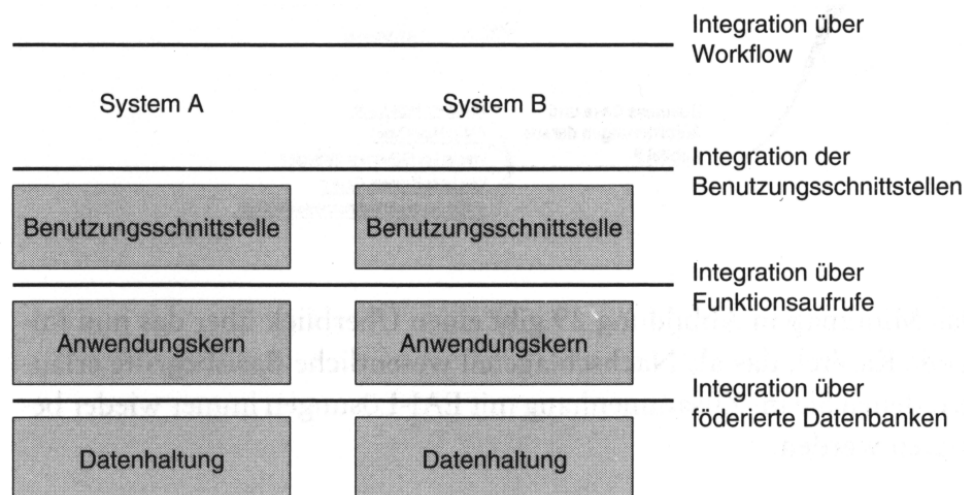 Integration über
Workflow
System A
System B
Integration der
Benutzungsschnittstellen
Benutzungsschnittstelle
Benutzungsschnittstelle
Integration über
Funktionsaufrufe
Anwendungskern
Anwendungskern
Integration über
föderierte Datenbanken
Datenhaltung
Datenhaltung